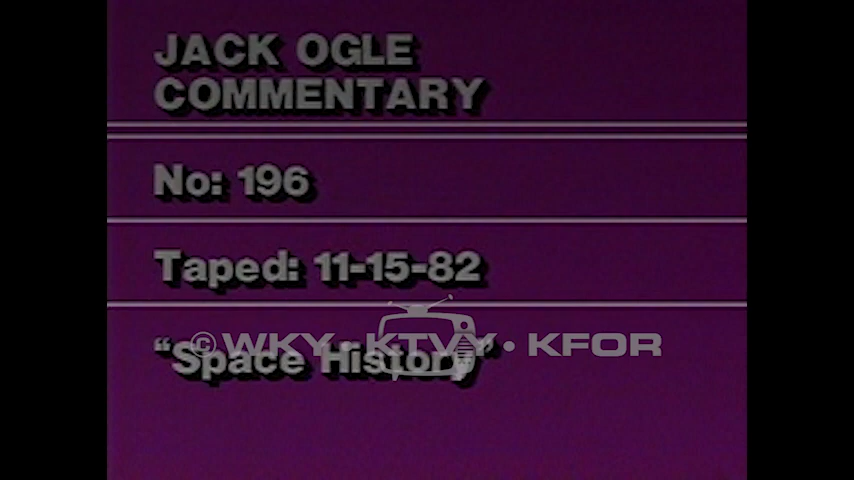 JACK OGLE
COMMENTARY
No: 196
Taped: 11-15-82
© WKY • KTVY • KFOR
“Space History”